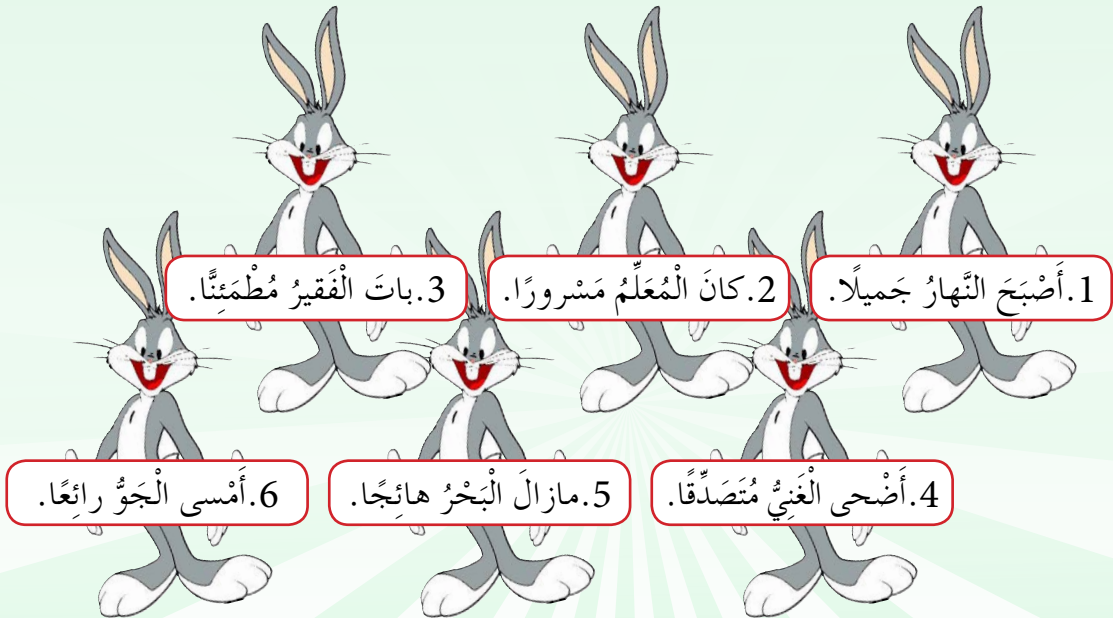 1.أَصْبَحَ النَّهارُ جَميلًا.
2.كانَ الْمُعَلِّمُ مَسْرورًا.
3.باتَ الْفَقيرُ مُطْمَئِنًّا.
4.أَضْحى الْغَنِيُّ مُتَصَدِّقًا.
5.مازالَ الْبَحْرُ هائِجًا.
6.أَمْسى الْجَوُّ رائِعًا.